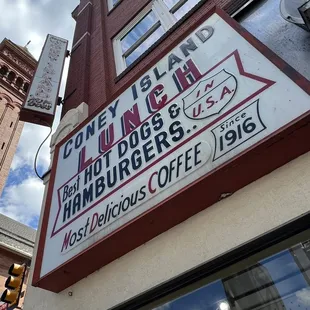 CONEY ISLAND
LUNCH
Best HOT DOGS &
HAMBURGERS..
IN
U.S.A.
Since
1916
Most Delicious COFFEE